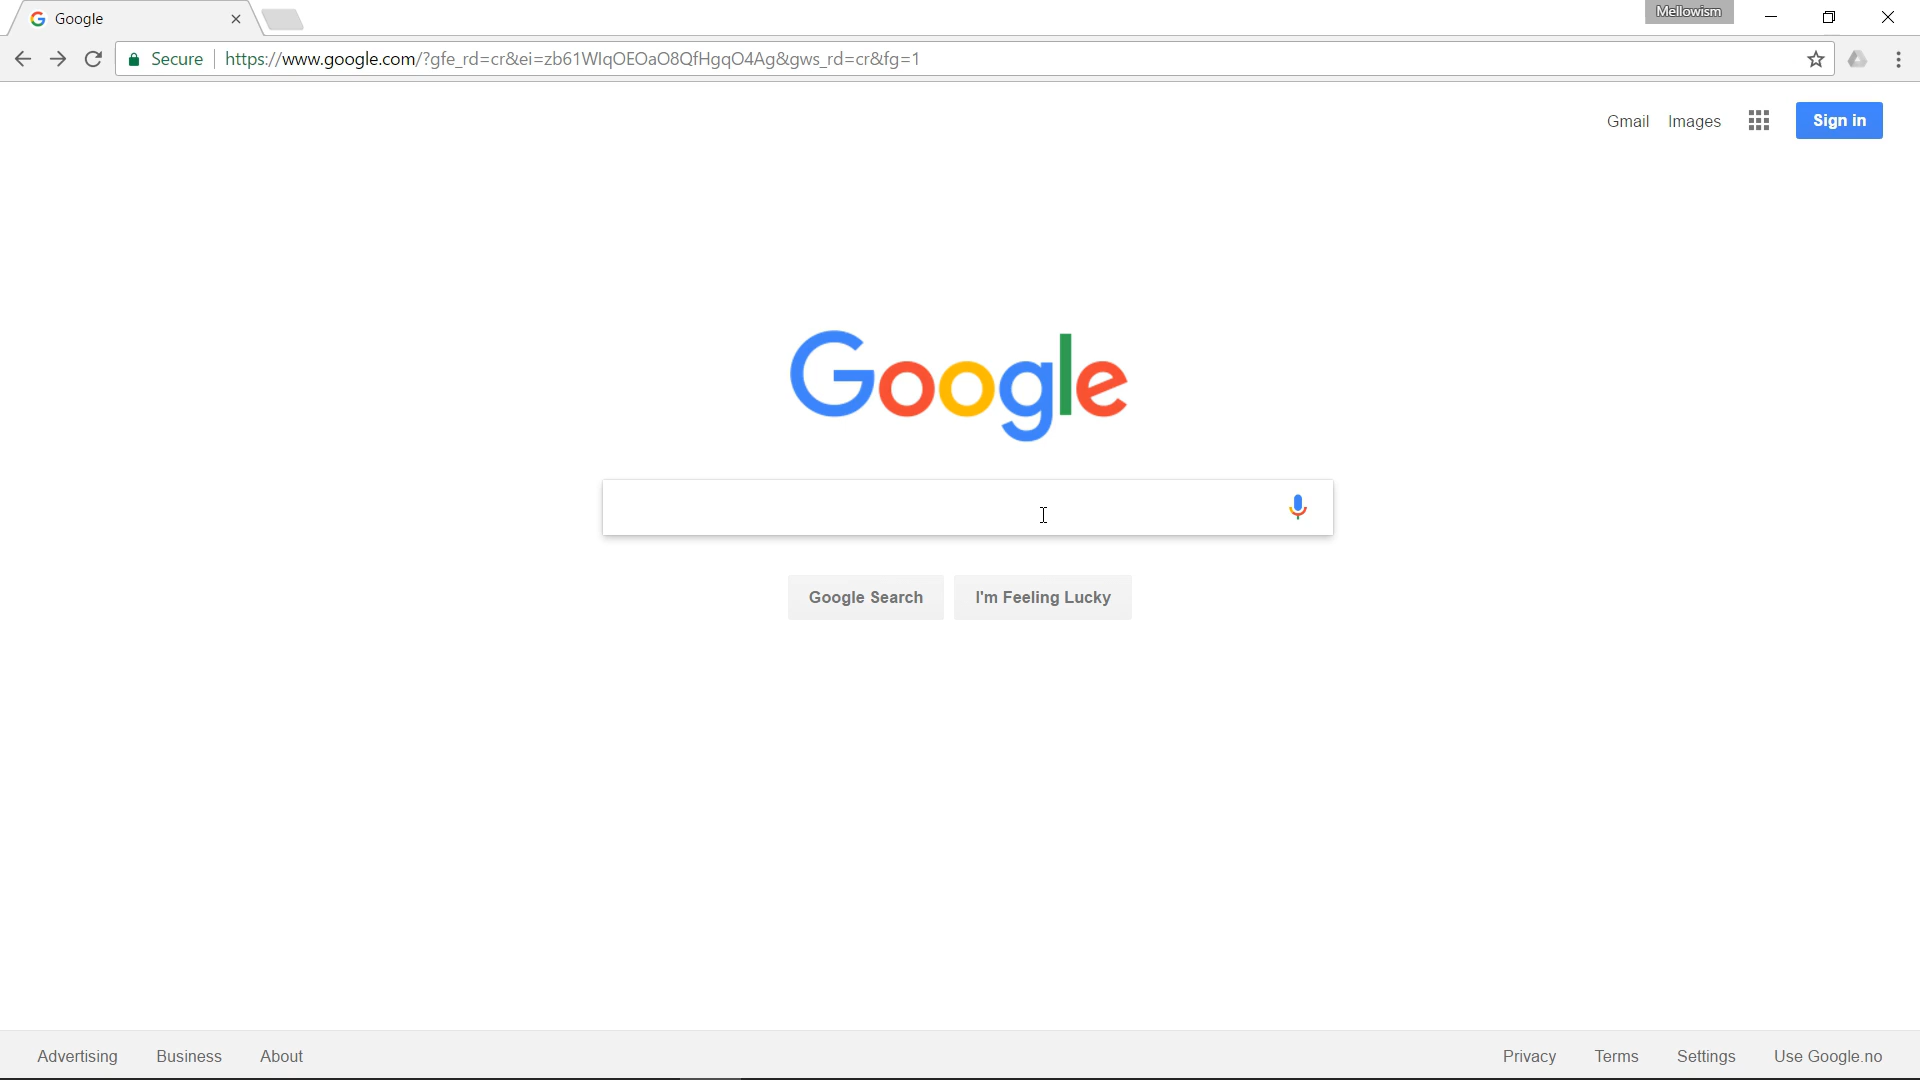 Google
Mellowism
Secure https://www.google.com/?gfe_rd=cr&ei=zb61WIqOEOaO8QfHgqO4Ag&gws_rd=cr&fg=1
Gmail Images Sign in
Google
Google Search I'm Feeling Lucky
Advertising Business About Privacy Terms Settings Use Google.no